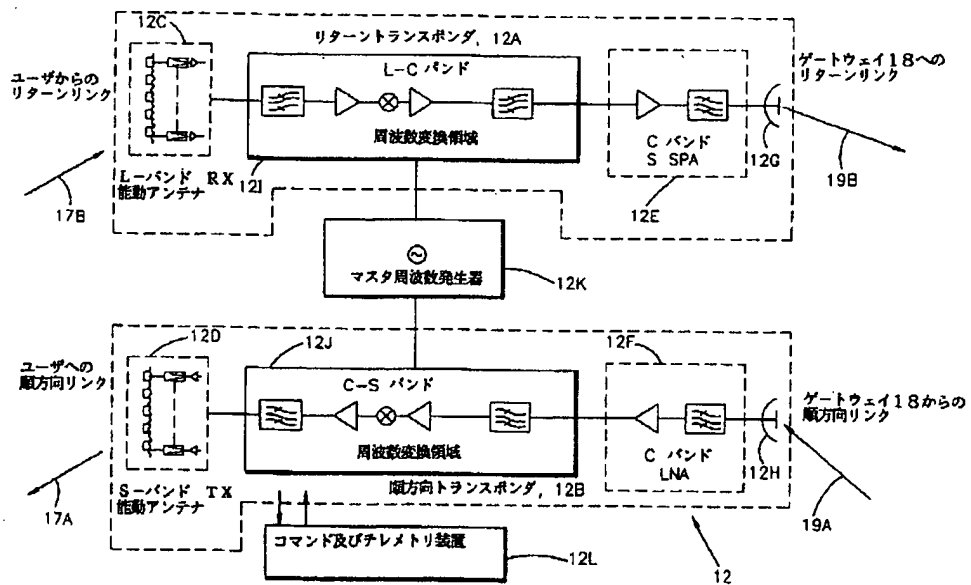 12C
リターントランスポンダ, 12A
ユーザからの
リターンリンク
L-C バンド
周波数変換領域
C バンド
S SPA
ゲートウェイ18への
リターンリンク
12G
19B
17B
L-バンド RX
能動アンテナ
12I
12E
マスタ周波数発生器
12K
12D
12J
12F
ユーザへの
順方向リンク
C-S バンド
周波数変換領域
C バンド
LNA
ゲートウェイ18からの
順方向リンク
12H
19A
17A
S-バンド TX
能動アンテナ
順方向トランスポンダ, 12B
コマンド及びテレメトリ装置
12L
12